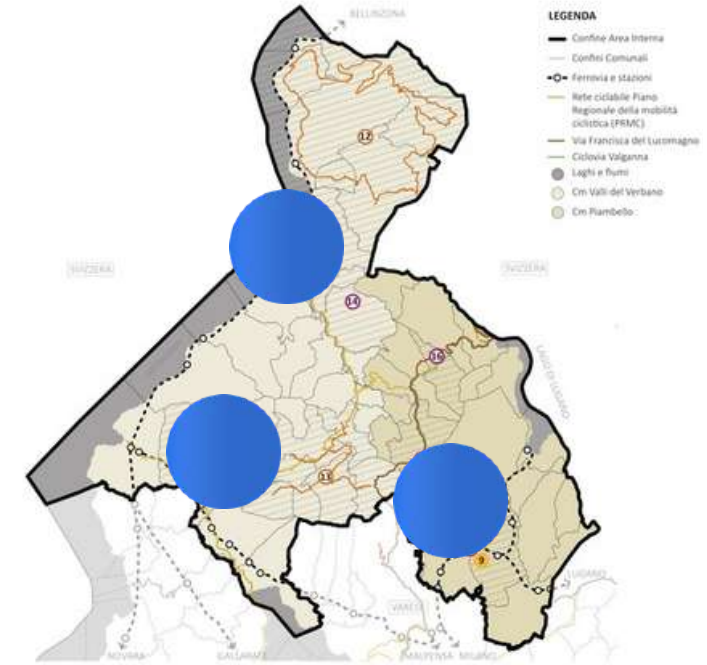 BELLINZONA
LEGENDA
Confine Area Interna
Confini Comunali
Ferrovia e stazioni
Rete ciclabile Piano
Regionale della mobilità
ciclistica (PRMC)
Via Francisca del Lucomagno
Ciclovia Valganna
Laghi e fiumi
Cm Valli del Verbano
Cm Piambello
12
SVIZZERA
SVIZZERA
14
16
LAGO DI LUGANO
13
9
LUGANO
VARESE
NOVARA
GALLARATE
MALPENSA
MILANO